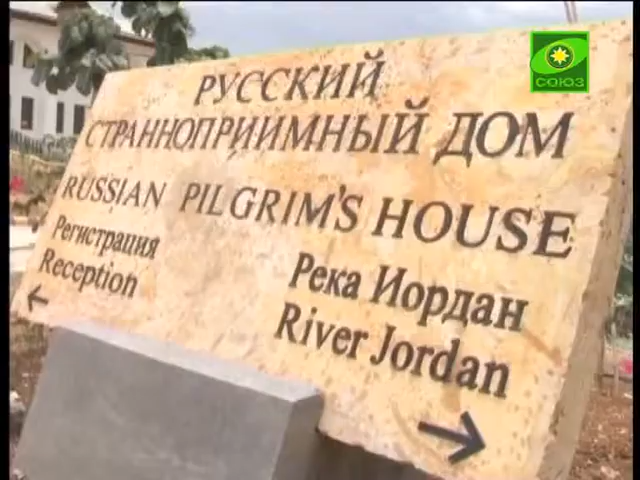 СОЮЗ
РУССКИЙ
СТРАННОПРИИМНЫЙ ДОМ
RUSSIAN PILGRIM'S HOUSE
Регистрация
Reception
Река Иордан
River Jordan